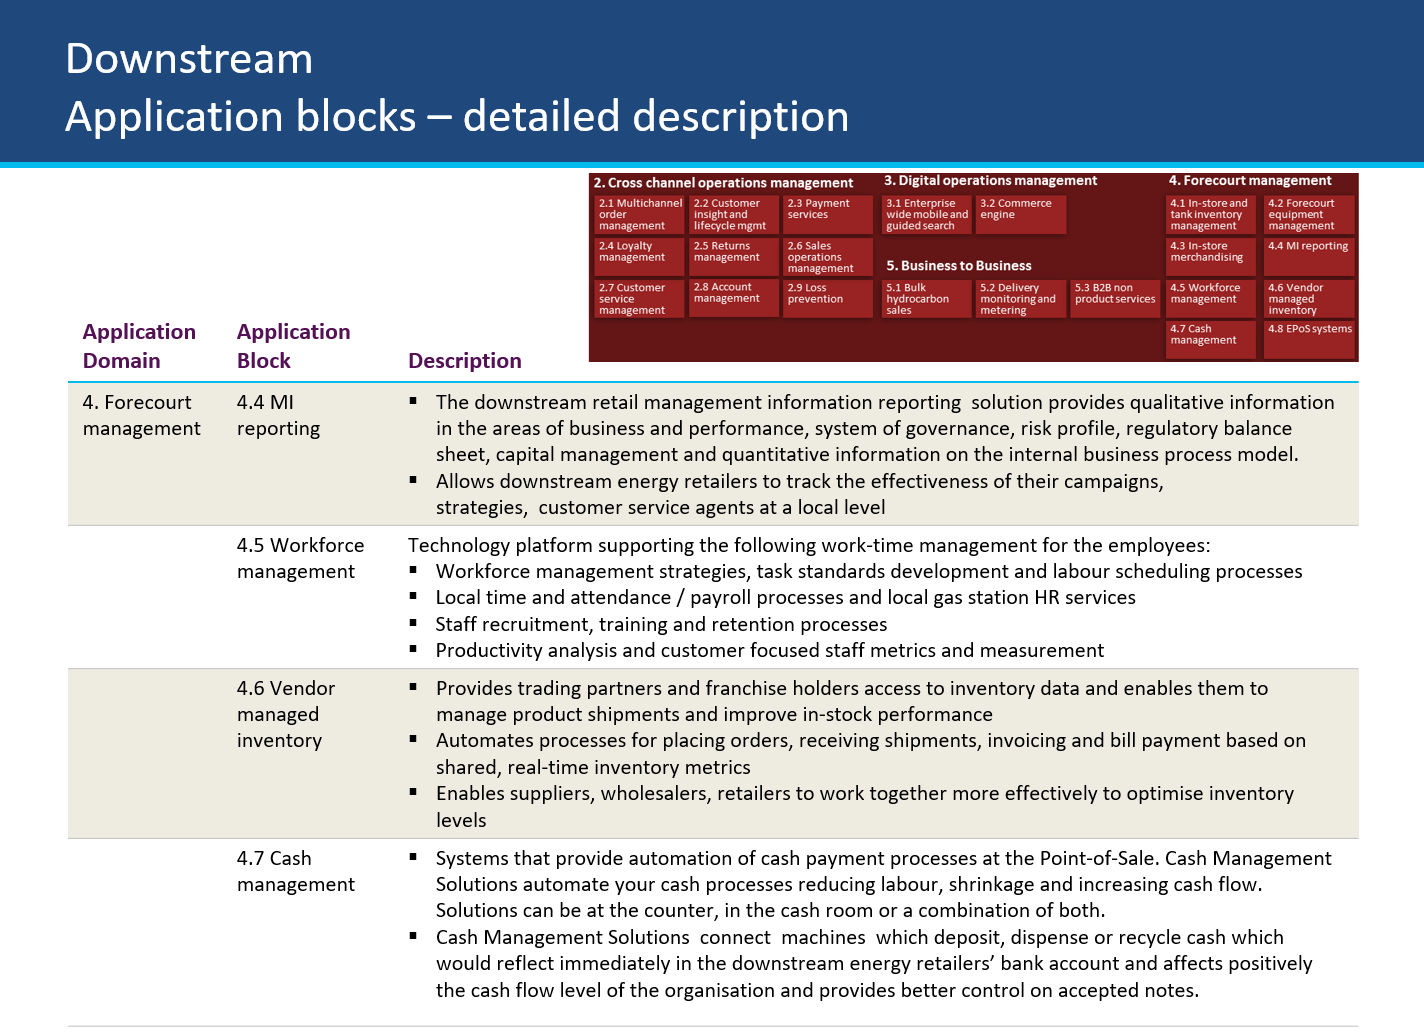 Downstream
Application blocks – detailed description
2. Cross channel operations management
2.1 Multichannel
order
management
2.2 Customer
insight and
lifecycle mgmt
2.3 Payment
services
2.4 Loyalty
management
2.5 Returns
management
2.6 Sales
operations
management
2.7 Customer
service
management
2.8 Account
management
2.9 Loss
prevention
3. Digital operations management
3.1 Enterprise
wide mobile and
guided search
3.2 Commerce
engine
5. Business to Business
5.1 Bulk
hydrocarbon
sales
5.2 Delivery
monitoring and
metering
5.3 B2B non
product services
4. Forecourt management
4.1 In-store and
tank inventory
management
4.2 Forecourt
equipment
management
4.3 In-store
merchandising
4.4 MI reporting
4.5 Workforce
management
4.6 Vendor
managed
inventory
4.7 Cash
management
4.8 EPoS systems
Application
Domain
Application
Block
Description
4. Forecourt
management
4.4 MI
reporting
▪ The downstream retail management information reporting  solution provides qualitative information
in the areas of business and performance, system of governance, risk profile, regulatory balance
sheet, capital management and quantitative information on the internal business process model.
▪ Allows downstream energy retailers to track the effectiveness of their campaigns,
strategies,  customer service agents at a local level
4.5 Workforce
management
Technology platform supporting the following work-time management for the employees:
▪ Workforce management strategies, task standards development and labour scheduling processes
▪ Local time and attendance / payroll processes and local gas station HR services
▪ Staff recruitment, training and retention processes
▪ Productivity analysis and customer focused staff metrics and measurement
4.6 Vendor
managed
inventory
▪ Provides trading partners and franchise holders access to inventory data and enables them to
manage product shipments and improve in-stock performance
▪ Automates processes for placing orders, receiving shipments, invoicing and bill payment based on
shared, real-time inventory metrics
▪ Enables suppliers, wholesalers, retailers to work together more effectively to optimise inventory
levels
4.7 Cash
management
▪ Systems that provide automation of cash payment processes at the Point-of-Sale. Cash Management
Solutions automate your cash processes reducing labour, shrinkage and increasing cash flow.
Solutions can be at the counter, in the cash room or a combination of both.
▪ Cash Management Solutions  connect  machines  which deposit, dispense or recycle cash which
would reflect immediately in the downstream energy retailers’ bank account and affects positively
the cash flow level of the organisation and provides better control on accepted notes.